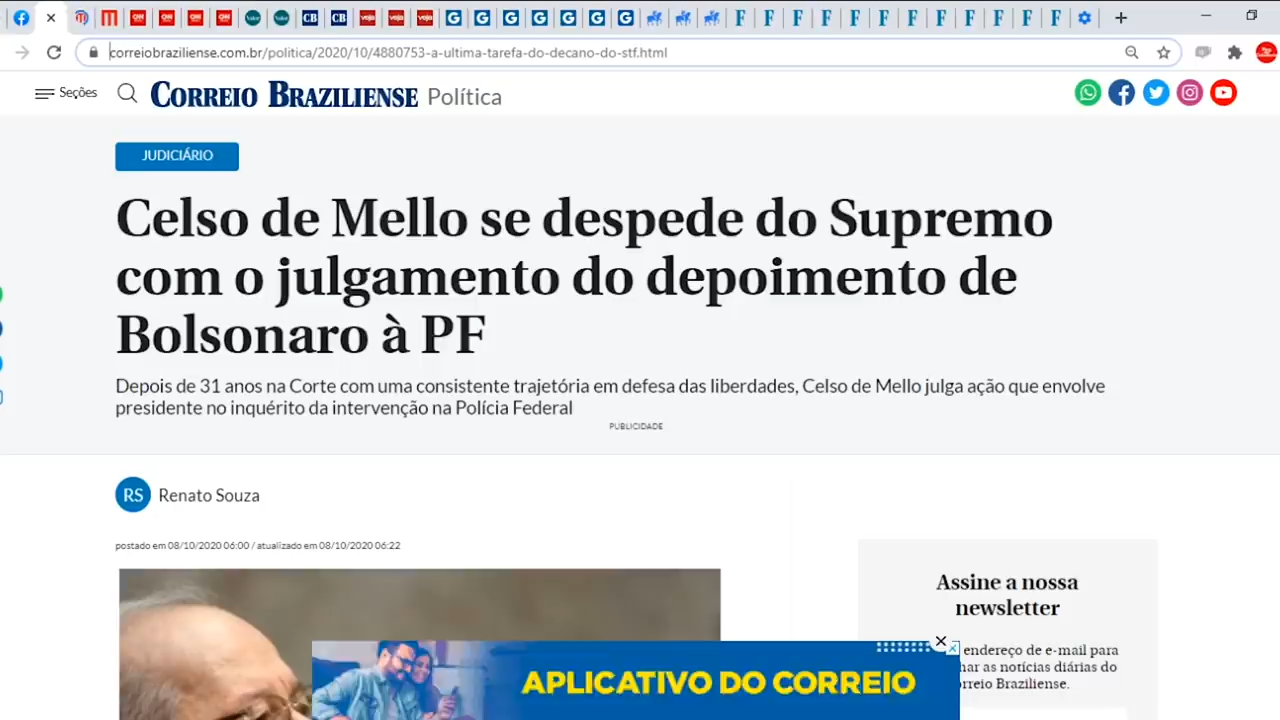 correiobraziliense.com.br/politica/2020/10/4880753-a-ultima-tarefa-do-decano-do-stf.html
Seções
CORREIO BRAZILIENSE Política
JUDICIÁRIO
Celso de Mello se despede do Supremo
com o julgamento do depoimento de
Bolsonaro à PF
Depois de 31 anos na Corte com uma consistente trajetória em defesa das liberdades, Celso de Mello julga ação que envolve
presidente no inquérito da intervenção na Polícia Federal
PUBLICIDADE
RS Renato Souza
postado em 08/10/2020 06:00 / atualizado em 08/10/2020 06:22
Assine a nossa
newsletter
endereço de e-mail para
as notícias diárias do
Braziliense.
APLICATIVO DO CORREIO